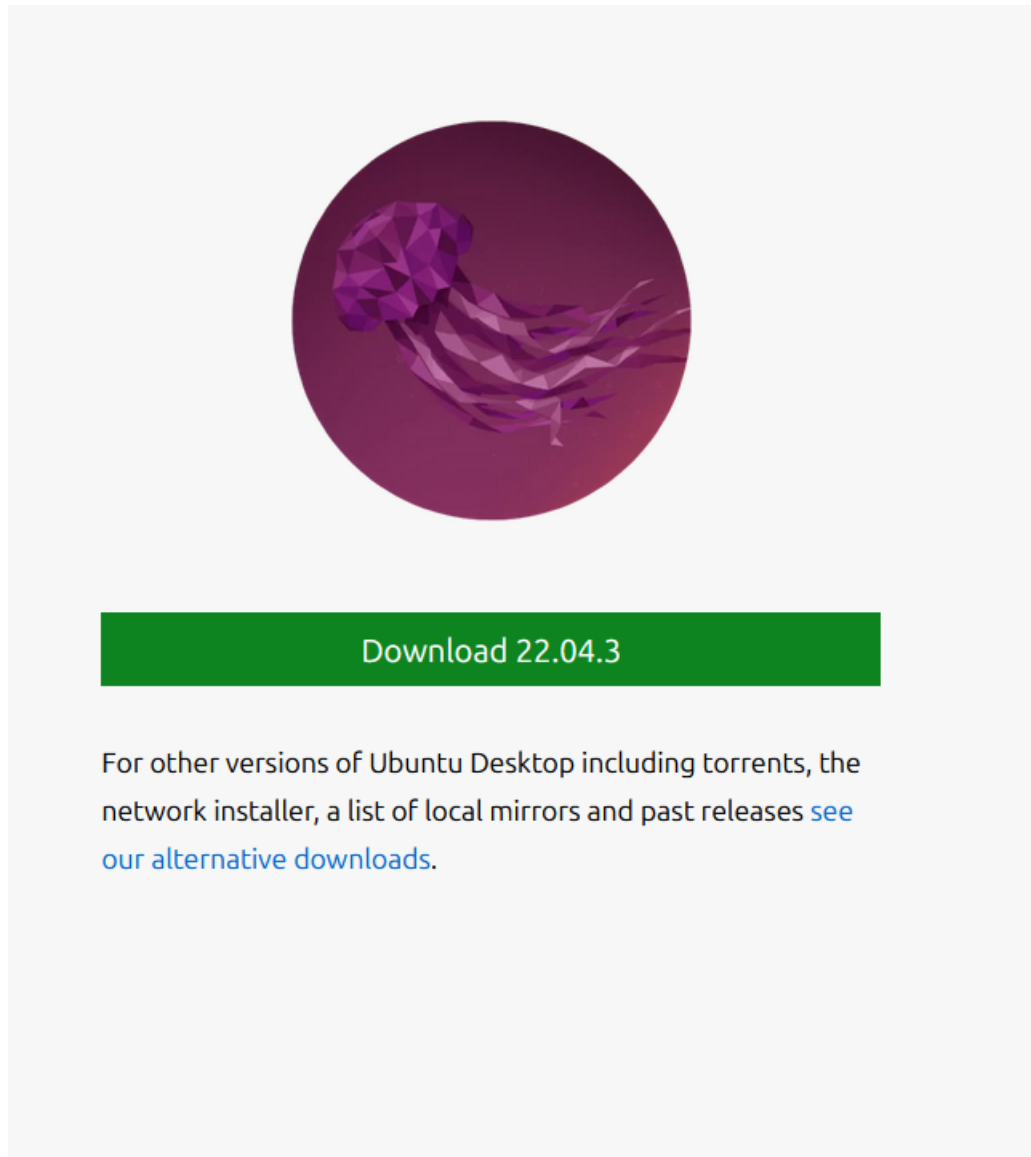 Download 22.04.3
For other versions of Ubuntu Desktop including torrents, the
network installer, a list of local mirrors and past releases see
our alternative downloads.